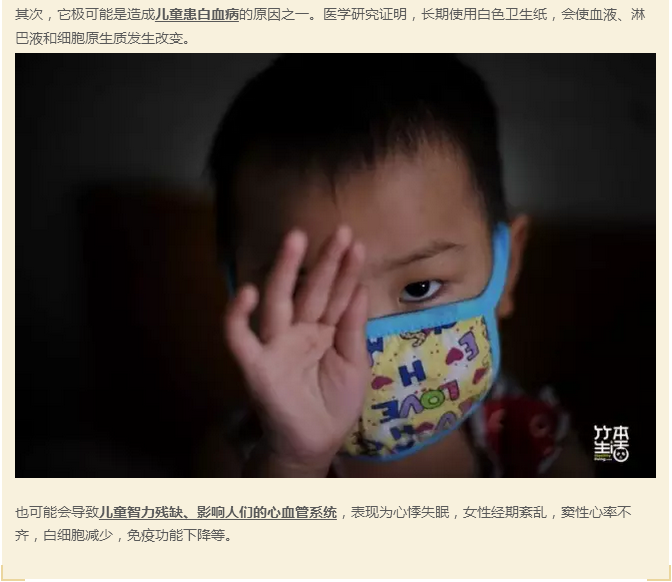 其次，它极可能是造成儿童患白血病的原因之一。医学研究证明，长期使用白色卫生纸，会使血液、淋
巴液和细胞原生质发生改变。
H
LOVE
竹本
生活
也可能会导致儿童智力残缺、影响人们的心血管系统，表现为心悸失眠，女性经期紊乱，窦性心率不
齐，白细胞减少，免疫功能下降等。